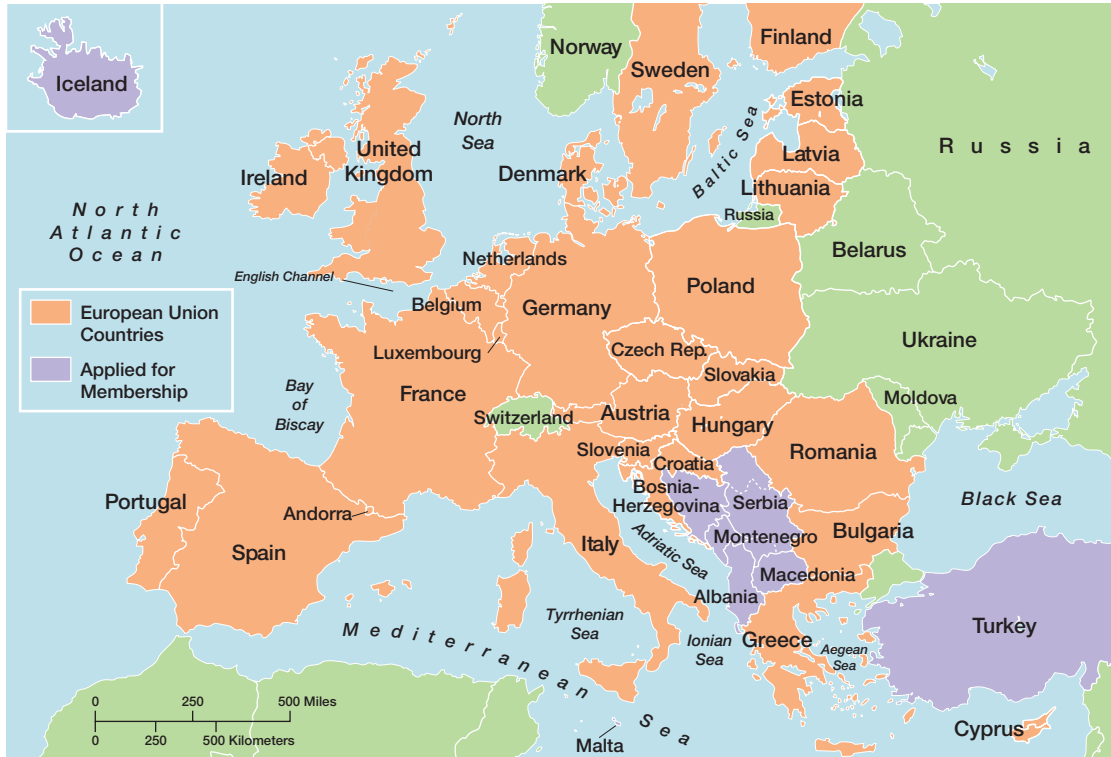 Iceland
Norway
Sweden
Finland
Estonia
Latvia
Lithuania
Russia
R u s s i a
Baltic Sea
North
Sea
United
Kingdom
Ireland
Denmark
North
Atlantic
Ocean
English Channel
Netherlands
Belgium
Germany
Poland
Belarus
Ukraine
European Union
Countries
Applied for
Membership
Luxembourg
Czech Rep.
Slovakia
Bay
of
Biscay
France
Switzerland
Austria
Hungary
Moldova
Romania
Slovenia
Croatia
Bosnia-
Herzegovina
Serbia
Montenegro
Bulgaria
Black Sea
Portugal
Andorra
Spain
Italy
Adriatic Sea
Macedonia
Albania
Tyrrhenian
Sea
Ionian
Sea
Greece
Aegean
Sea
Turkey
Mediterranean Sea
Malta
Cyprus
0 250 500 Miles
0 250 500 Kilometers